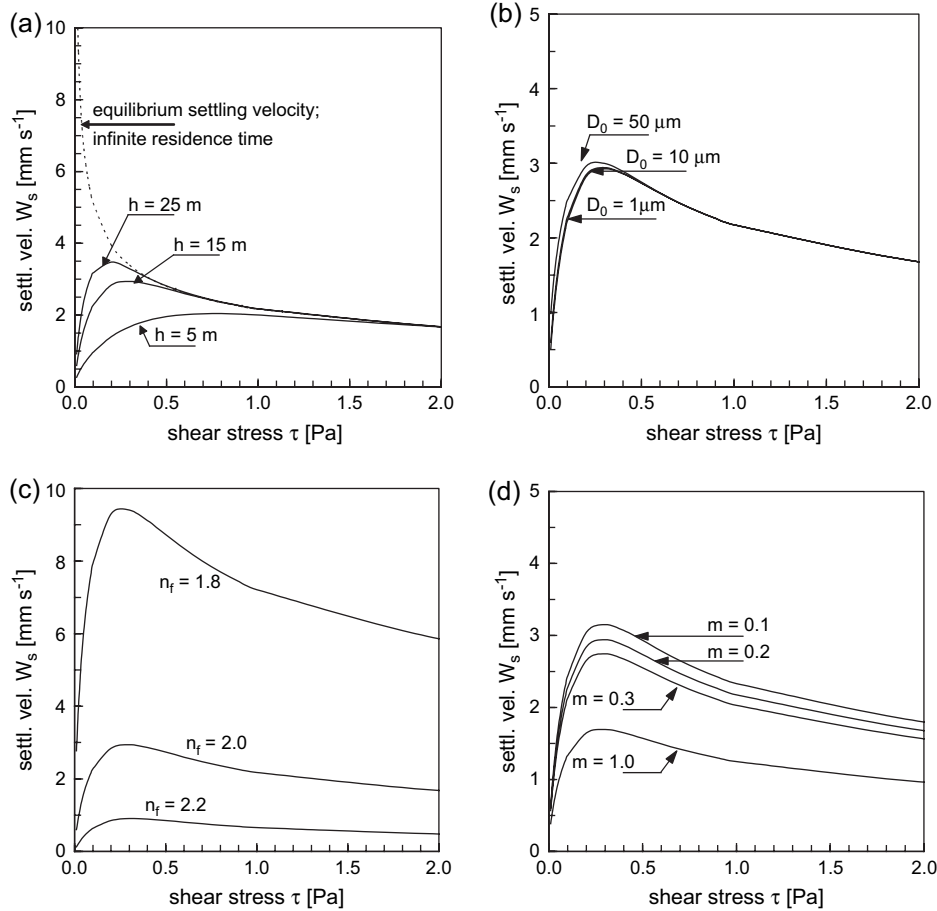 (a)
10
8
6
4
2
0
settl. vel. Ws [mm s-1]
equilibrium settling velocity;
infinite residence time
h = 25 m
h = 15 m
h = 5 m
0.0 0.5 1.0 1.5 2.0
shear stress τ [Pa]
(b)
5
4
3
2
1
0
settl. vel. Ws [mm s-1]
D0 = 50 μm
D0 = 10 μm
D0 = 1μm
0.0 0.5 1.0 1.5 2.0
shear stress τ [Pa]
(c)
10
8
6
4
2
0
settl. vel. Ws [mm s-1]
nf = 1.8
nf = 2.0
nf = 2.2
0.0 0.5 1.0 1.5 2.0
shear stress τ [Pa]
(d)
5
4
3
2
1
0
settl. vel. Ws [mm s-1]
m = 0.1
m = 0.2
m = 0.3
m = 1.0
0.0 0.5 1.0 1.5 2.0
shear stress τ [Pa]